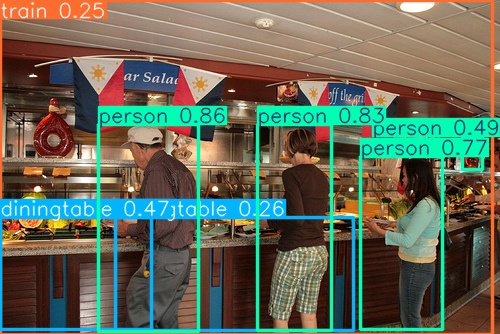 train 0.25
ar Salad
off the gri
person 0.86
person 0.83
person 0.49
person 0.77
diningtable 0.47
table 0.26